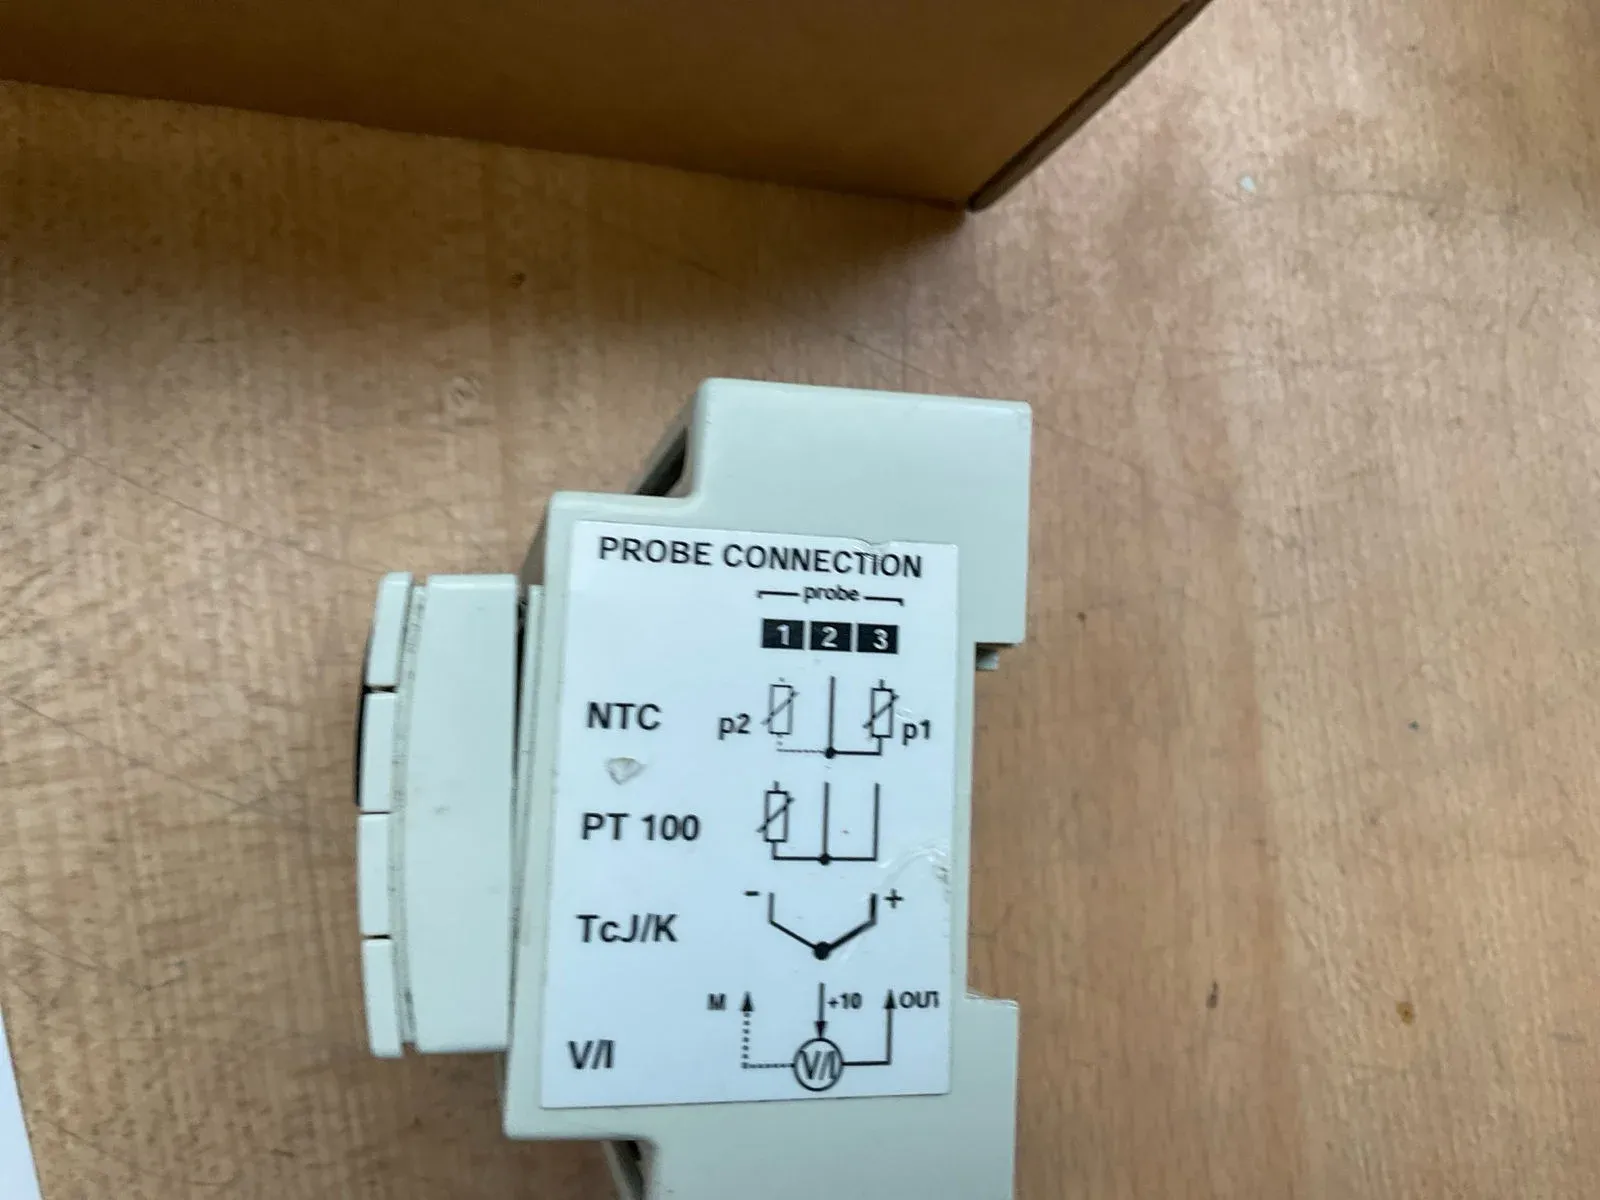 PROBE CONNECTION
probe
1 2 3
NTC p2 p1
PT 100
- +
TcJ/K
M +10 OUT
V/I V/I